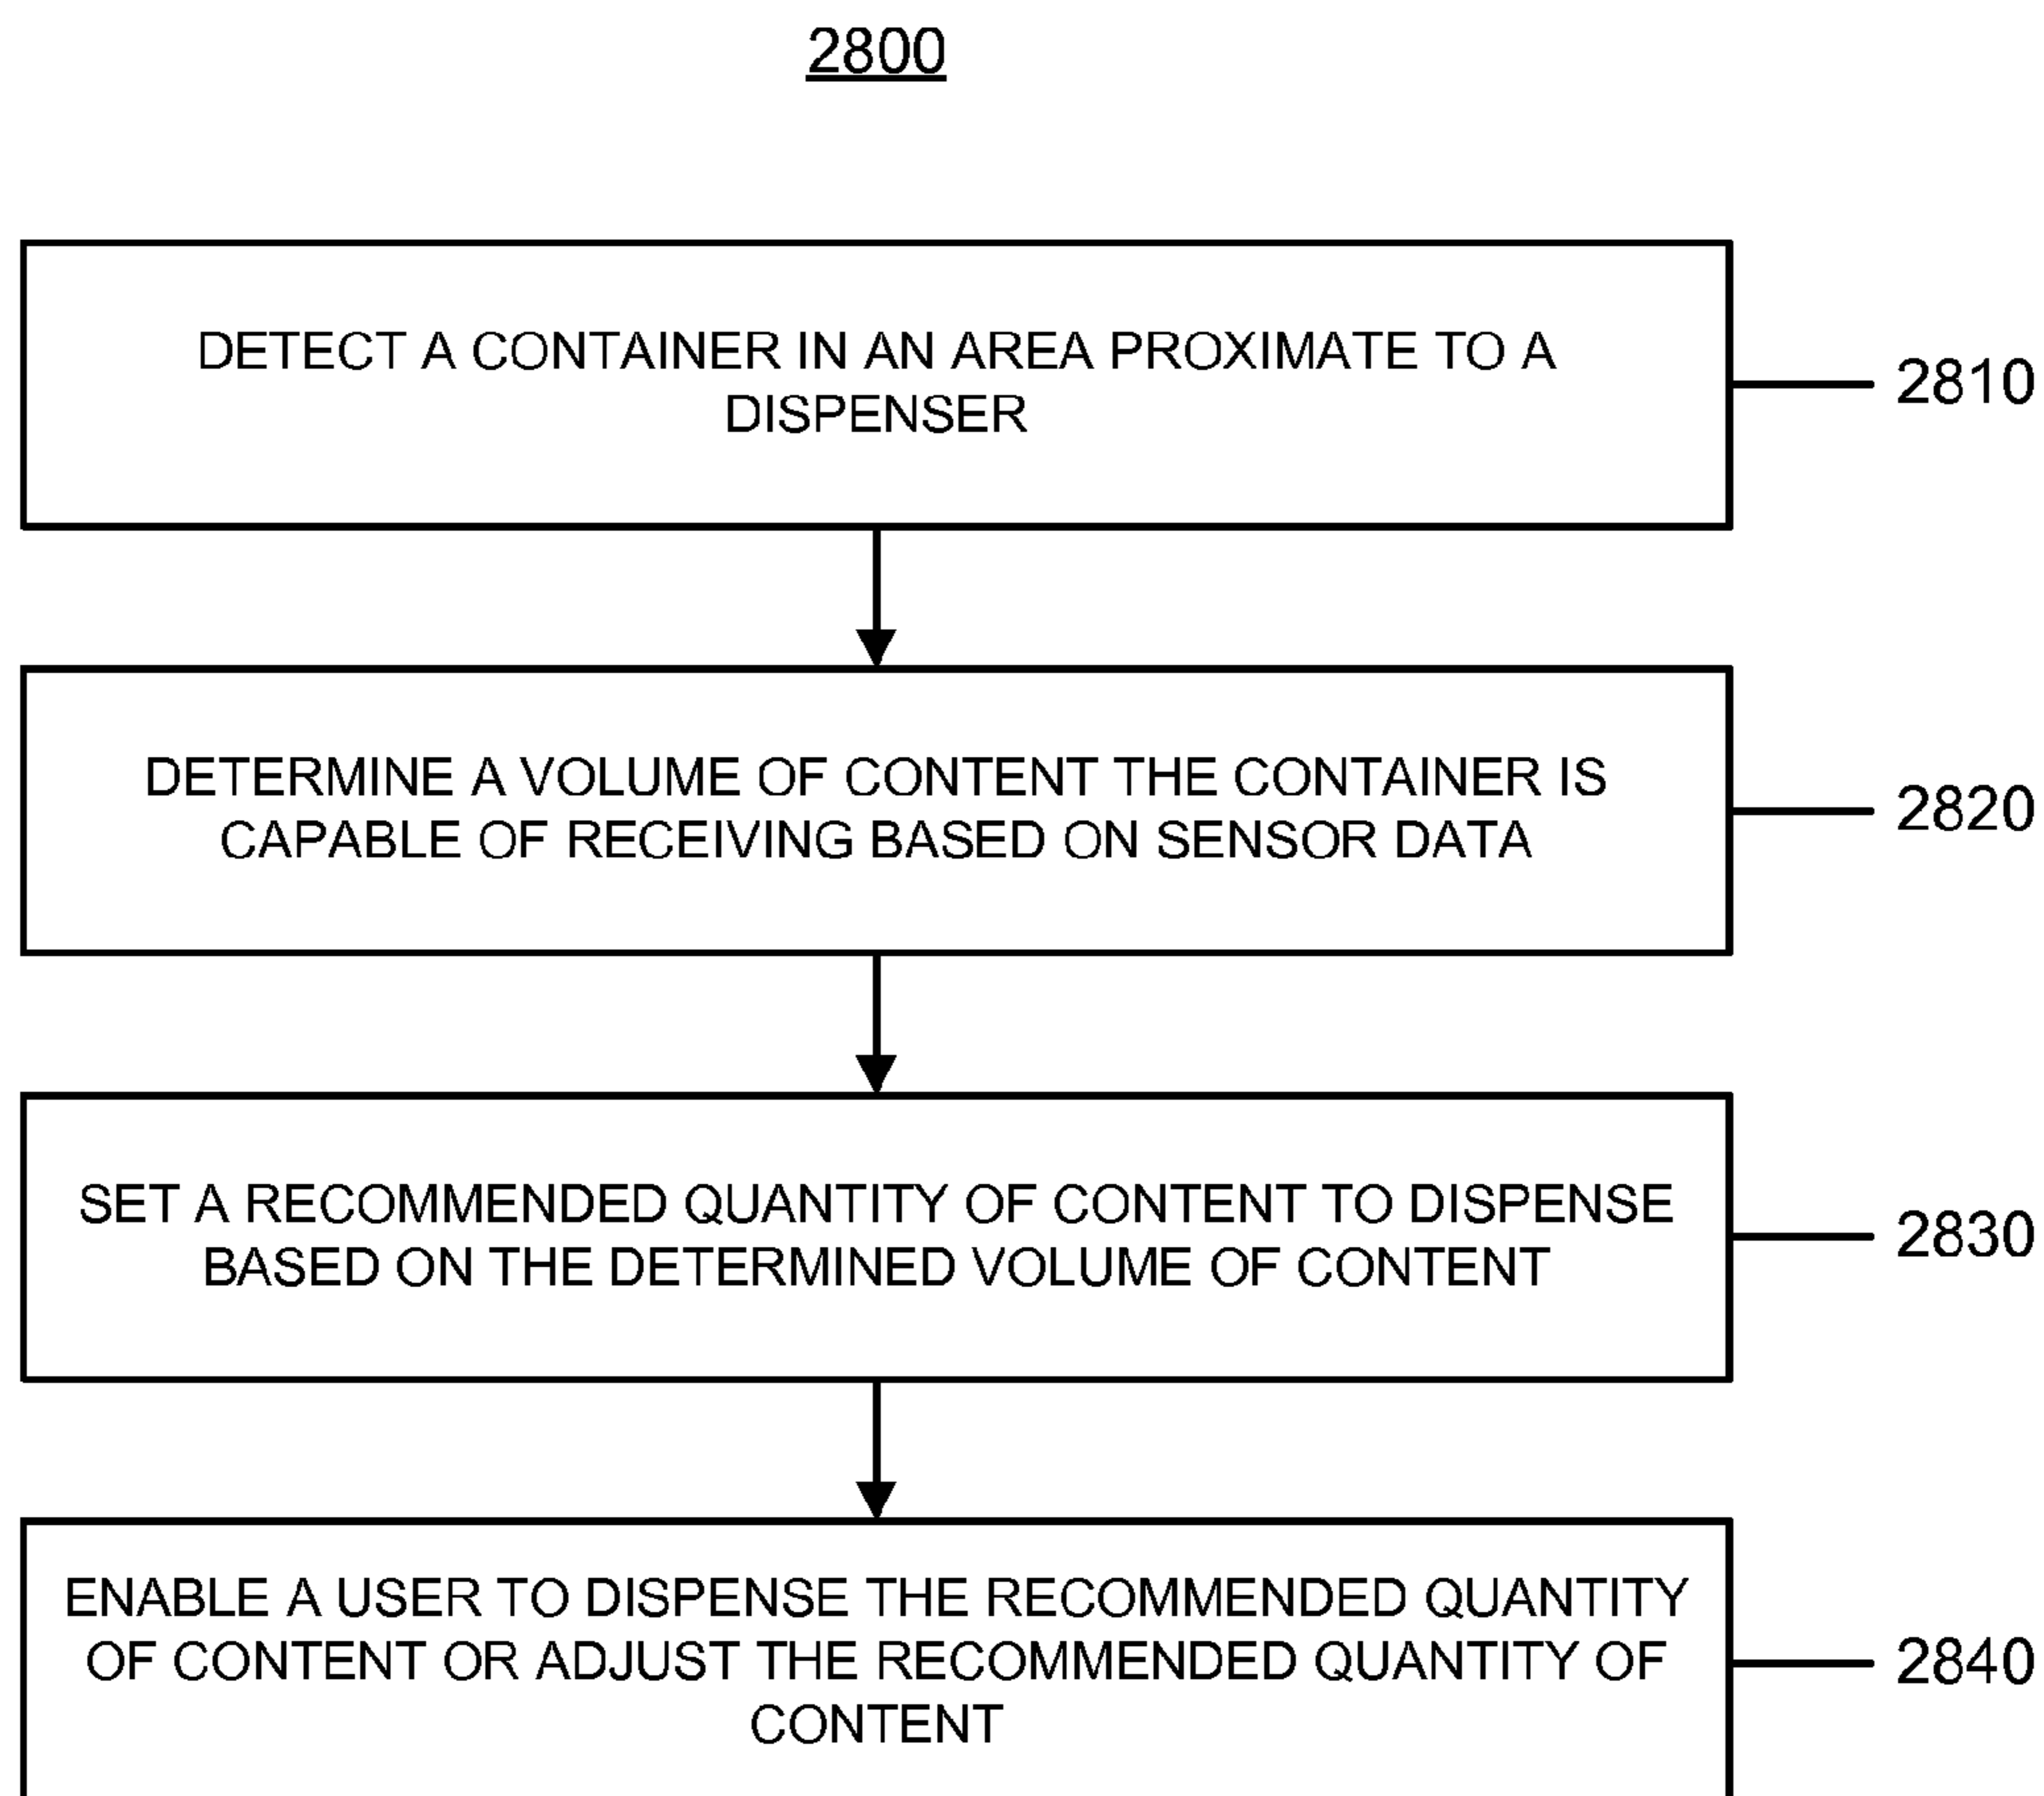 2800
DETECT A CONTAINER IN AN AREA PROXIMATE TO A
DISPENSER
2810
DETERMINE A VOLUME OF CONTENT THE CONTAINER IS
CAPABLE OF RECEIVING BASED ON SENSOR DATA
2820
SET A RECOMMENDED QUANTITY OF CONTENT TO DISPENSE
BASED ON THE DETERMINED VOLUME OF CONTENT
2830
ENABLE A USER TO DISPENSE THE RECOMMENDED QUANTITY
OF CONTENT OR ADJUST THE RECOMMENDED QUANTITY OF
CONTENT
2840